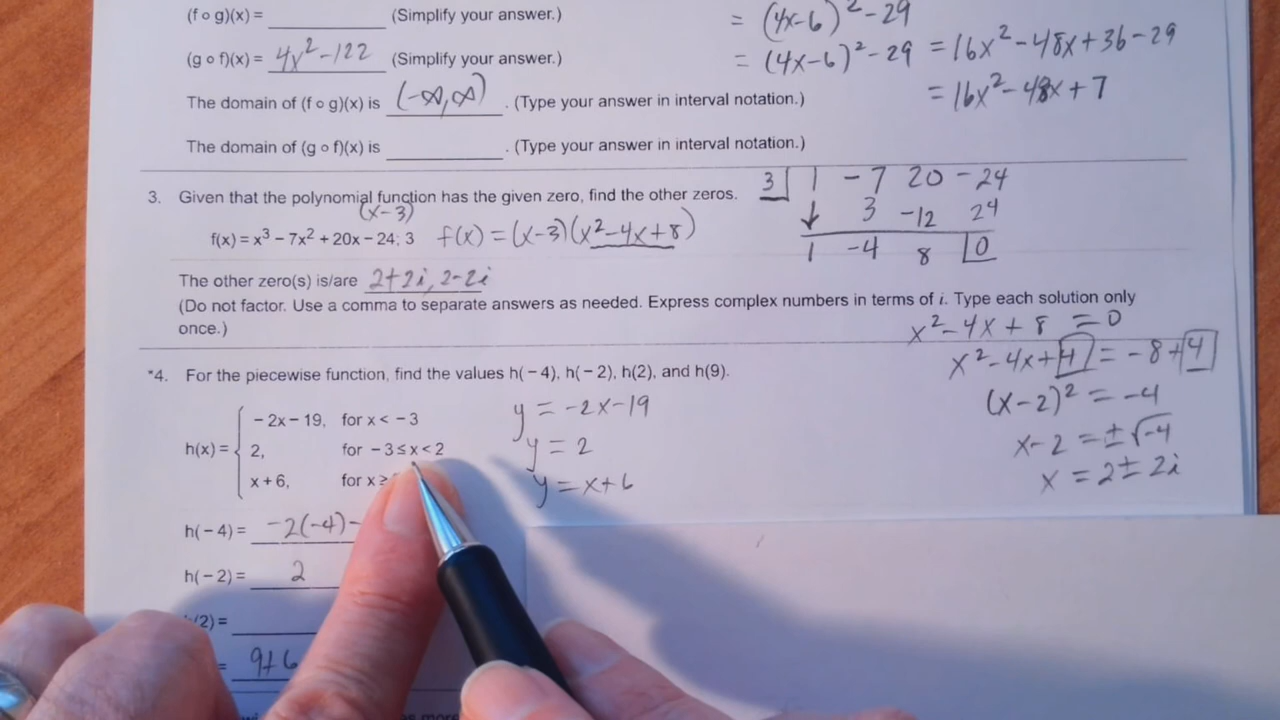 (f o g)(x) = ________ (Simplify your answer.)
= (4x-6)² - 29
(g o f)(x) = 4x² - 122 (Simplify your answer.)
= (4x-6)² - 29 = 16x² - 48x + 36 - 29
The domain of (f o g)(x) is (-∞, ∞) . (Type your answer in interval notation.)
= 16x² - 48x + 7
The domain of (g o f)(x) is ________ . (Type your answer in interval notation.)
3. Given that the polynomial function has the given zero, find the other zeros.
(x-3)
f(x) = x³ - 7x² + 20x - 24; 3 f(x) = (x-3)(x²-4x+8)
3| 1 -7 20 -24
↓ 3 -12 24
1 -4 8 |0
The other zero(s) is/are 2+2i, 2-2i
(Do not factor. Use a comma to separate answers as needed. Express complex numbers in terms of i. Type each solution only
once.)
x² - 4x + 8 = 0
x² - 4x + 4 = -8 + 4
(x-2)² = -4
x-2 = ±√-4
x = 2 ± 2i
*4. For the piecewise function, find the values h(-4), h(-2), h(2), and h(9).
-2x - 19, for x < -3 y = -2x-19
h(x) = { 2, for -3 ≤ x < 2 y = 2
x + 6, for x ≥ y = x+6
h(-4) = -2(-4)-
h(-2) = 2
(2) =
= 9+6